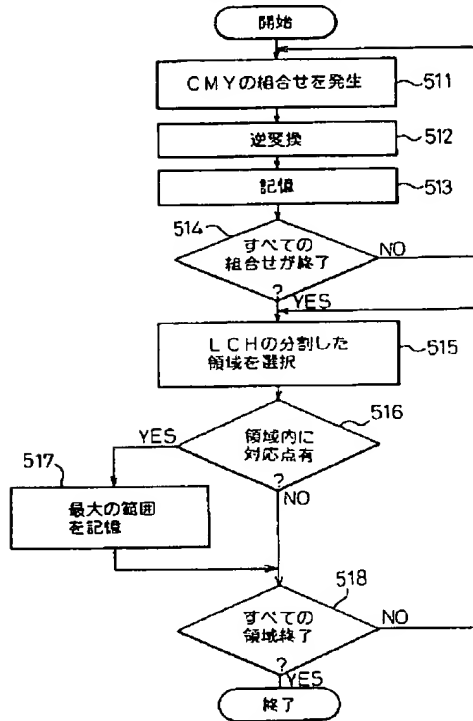 開始
CMYの組合せを発生
511
逆変換
512
記憶
513
514
すべての
組合せが終了
?
NO
YES
LCHの分割した
領域を選択
515
516
YES
領域内に
対応点有
?
NO
517
最大の範囲
を記憶
518
すべての
領域終了
?
NO
YES
終了